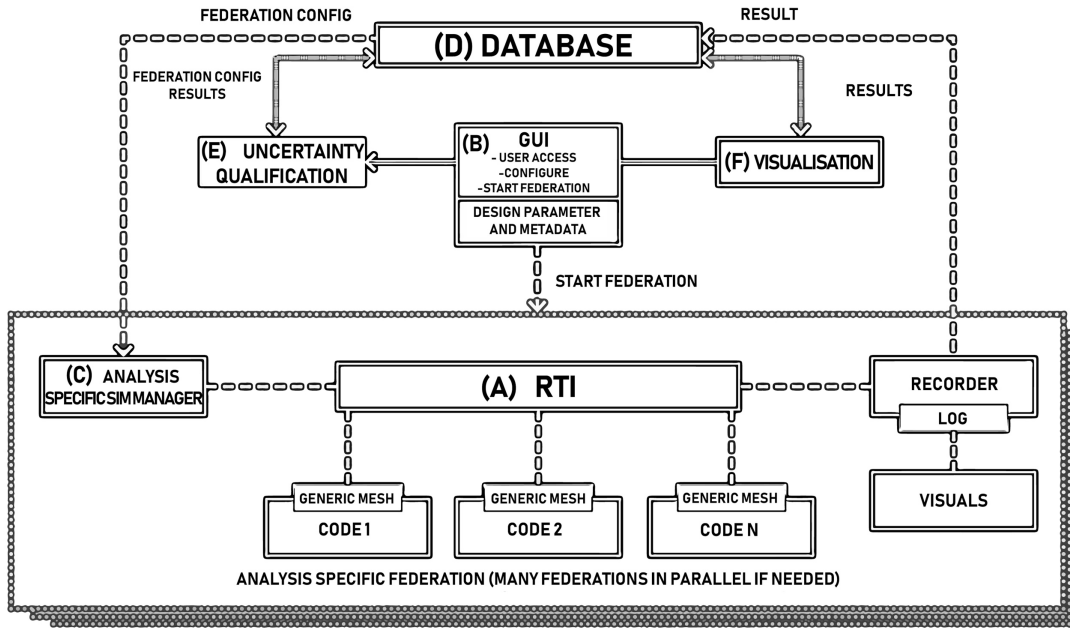 FEDERATION CONFIG
RESULT
(D) DATABASE
FEDERATION CONFIG
RESULTS
RESULTS
(E) UNCERTAINTY
QUALIFICATION
(B) GUI
- USER ACCESS
-CONFIGURE
-START FEDERATION
DESIGN PARAMETER
AND METADATA
(F) VISUALISATION
START FEDERATION
(C) ANALYSIS
SPECIFIC SIM MANAGER
(A) RTI
RECORDER
LOG
GENERIC MESH
CODE 1
GENERIC MESH
CODE 2
GENERIC MESH
CODE N
VISUALS
ANALYSIS SPECIFIC FEDERATION (MANY FEDERATIONS IN PARALLEL IF NEEDED)